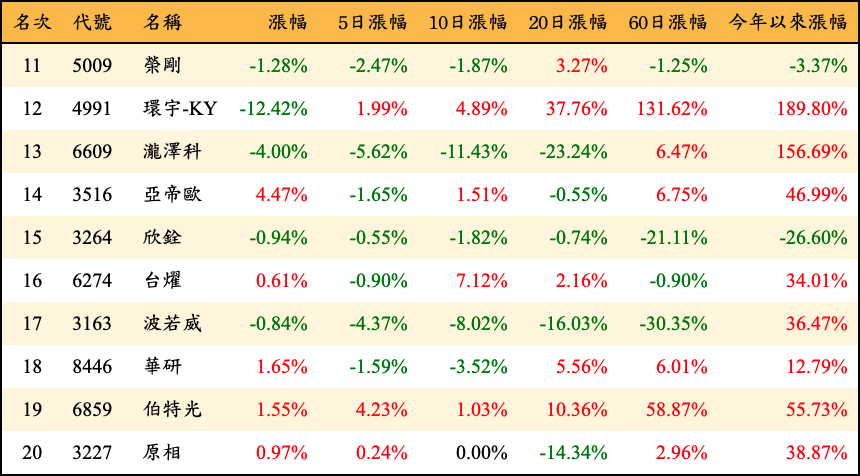 名次 代號 名稱 漲幅 5日漲幅 10日漲幅 20日漲幅 60日漲幅 今年以來漲幅
11 5009 榮剛 -1.28% -2.47% -1.87% 3.27% -1.25% -3.37%
12 4991 環宇-KY -12.42% 1.99% 4.89% 37.76% 131.62% 189.80%
13 6609 瀧澤科 -4.00% -5.62% -11.43% -23.24% 6.47% 156.69%
14 3516 亞帝歐 4.47% -1.65% 1.51% -0.55% 6.75% 46.99%
15 3264 欣銓 -0.94% -0.55% -1.82% -0.74% -21.11% -26.60%
16 6274 台燿 0.61% -0.90% 7.12% 2.16% -0.90% 34.01%
17 3163 波若威 -0.84% -4.37% -8.02% -16.03% -30.35% 36.47%
18 8446 華研 1.65% -1.59% -3.52% 5.56% 6.01% 12.79%
19 6859 伯特光 1.55% 4.23% 1.03% 10.36% 58.87% 55.73%
20 3227 原相 0.97% 0.24% 0.00% -14.34% 2.96% 38.87%